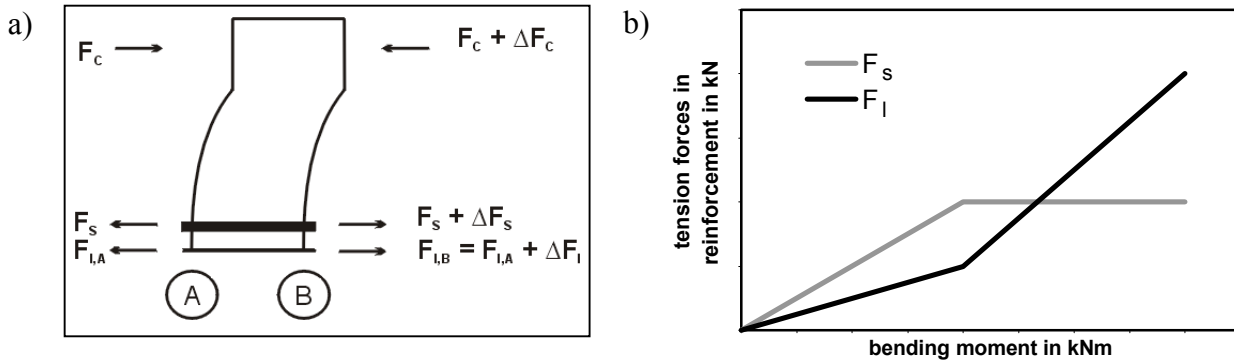 a)
F_c
F_c + ΔF_c
F_s
F_s + ΔF_s
F_l,A
F_l,B = F_l,A + ΔF_l
A
B
b)
F_s
F_l
tension forces in
reinforcement in kN
bending moment in kNm